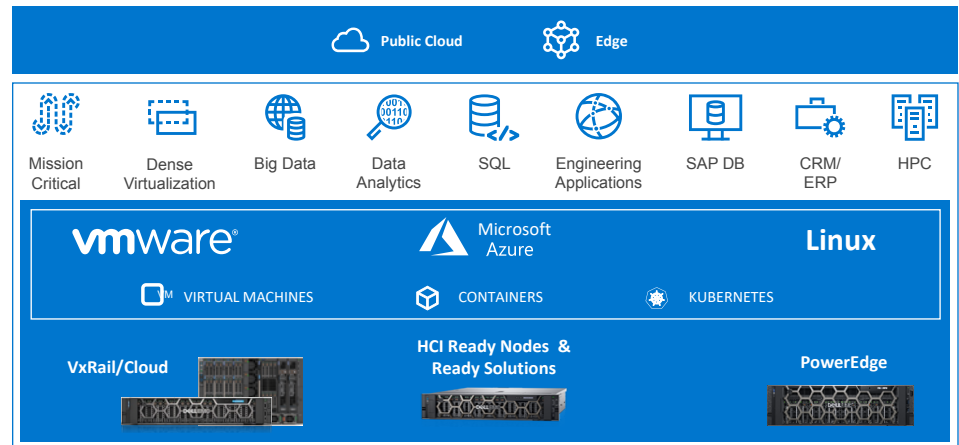 Public Cloud
Edge
Mission
Critical
Dense
Virtualization
Big Data
Data
Analytics
SQL
Engineering
Applications
SAP DB
CRM/
ERP
HPC
vmware®
Microsoft
Azure
Linux
VM VIRTUAL MACHINES
CONTAINERS
KUBERNETES
VxRail/Cloud
HCI Ready Nodes &
Ready Solutions
PowerEdge